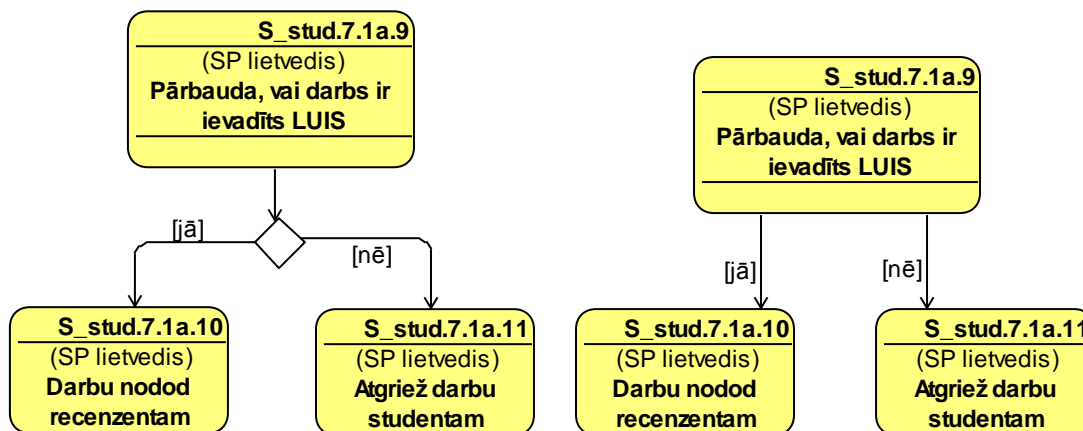 S_stud.7.1a.9
(SP lietvedis)
Pārbauda, vai darbs ir
ievadīts LUIS
[jā]
[nē]
S_stud.7.1a.10
(SP lietvedis)
Darbu nodod
recenzentam
S_stud.7.1a.11
(SP lietvedis)
Atgriež darbu
studentam
S_stud.7.1a.9
(SP lietvedis)
Pārbauda, vai darbs ir
ievadīts LUIS
[jā]
[nē]
S_stud.7.1a.10
(SP lietvedis)
Darbu nodod
recenzentam
S_stud.7.1a.11
(SP lietvedis)
Atgriež darbu
studentam